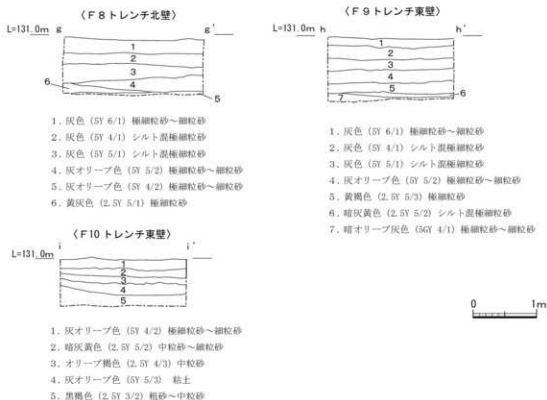 〈F8トレンチ北壁〉
L=131.0m g g'
1
2
3
4
6
5
1. 灰色 (5Y 6/1) 極細粒砂～細粒砂
2. 灰色 (5Y 4/1) シルト混極細粒砂
3. 灰色 (5Y 5/1) シルト混極細粒砂
4. 灰オリーブ色 (5Y 5/2) 極細粒砂～細粒砂
5. 灰オリーブ色 (5Y 4/2) 極細粒砂～細粒砂
6. 黄灰色 (2.5Y 5/1) 極細粒砂
〈F9トレンチ東壁〉
L=131.0m h h'
1
2
3
4
5
6
7
1. 灰色 (5Y 6/1) 極細粒砂～細粒砂
2. 灰色 (5Y 4/1) シルト混極細粒砂
3. 灰色 (5Y 5/1) シルト混極細粒砂
4. 灰オリーブ色 (5Y 5/2) 極細粒砂～細粒砂
5. 黄褐色 (2.5Y 5/3) 極細粒砂
6. 暗灰黄色 (2.5Y 5/2) シルト混極細粒砂
7. 暗オリーブ灰色 (5GY 4/1) 極細粒砂～細粒砂
〈F10トレンチ東壁〉
L=131.0m i i'
1
2
3
4
5
1. 灰オリーブ色 (5Y 4/2) 極細粒砂～細粒砂
2. 暗灰黄色 (2.5Y 5/2) 中粒砂～細粒砂
3. オリーブ褐色 (2.5Y 4/3) 中粒砂
4. 灰オリーブ色 (5Y 5/3) 粘土
5. 黒褐色 (2.5Y 3/2) 粗砂～中粒砂
0 1m